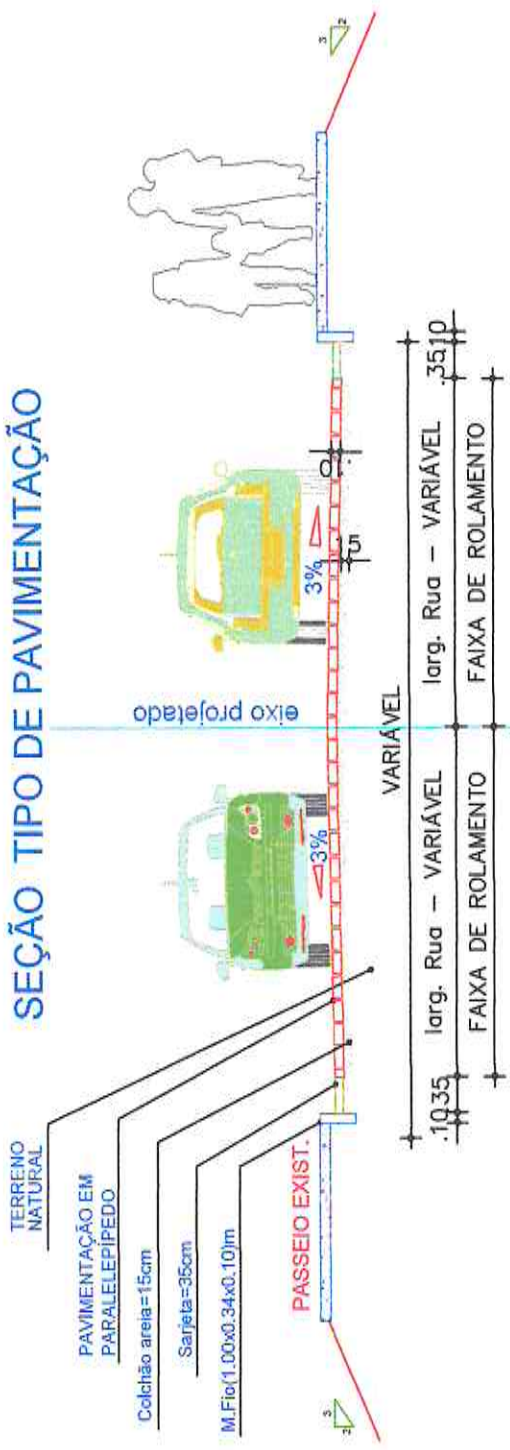 SEÇÃO TIPO DE PAVIMENTAÇÃO
TERRENO
NATURAL
PAVIMENTAÇÃO EM
PARALELEPÍPEDO
Colchão areia=15cm
Sarjeta=35cm
M.Fio(1.00x0.34x0.10)m
PASSEIO EXIST.
eixo projetado
3%
3%
.10
.15
3
2
3
2
VARIÁVEL
.10
.35
larg. Rua – VARIÁVEL
larg. Rua – VARIÁVEL
.35
.10
FAIXA DE ROLAMENTO
FAIXA DE ROLAMENTO